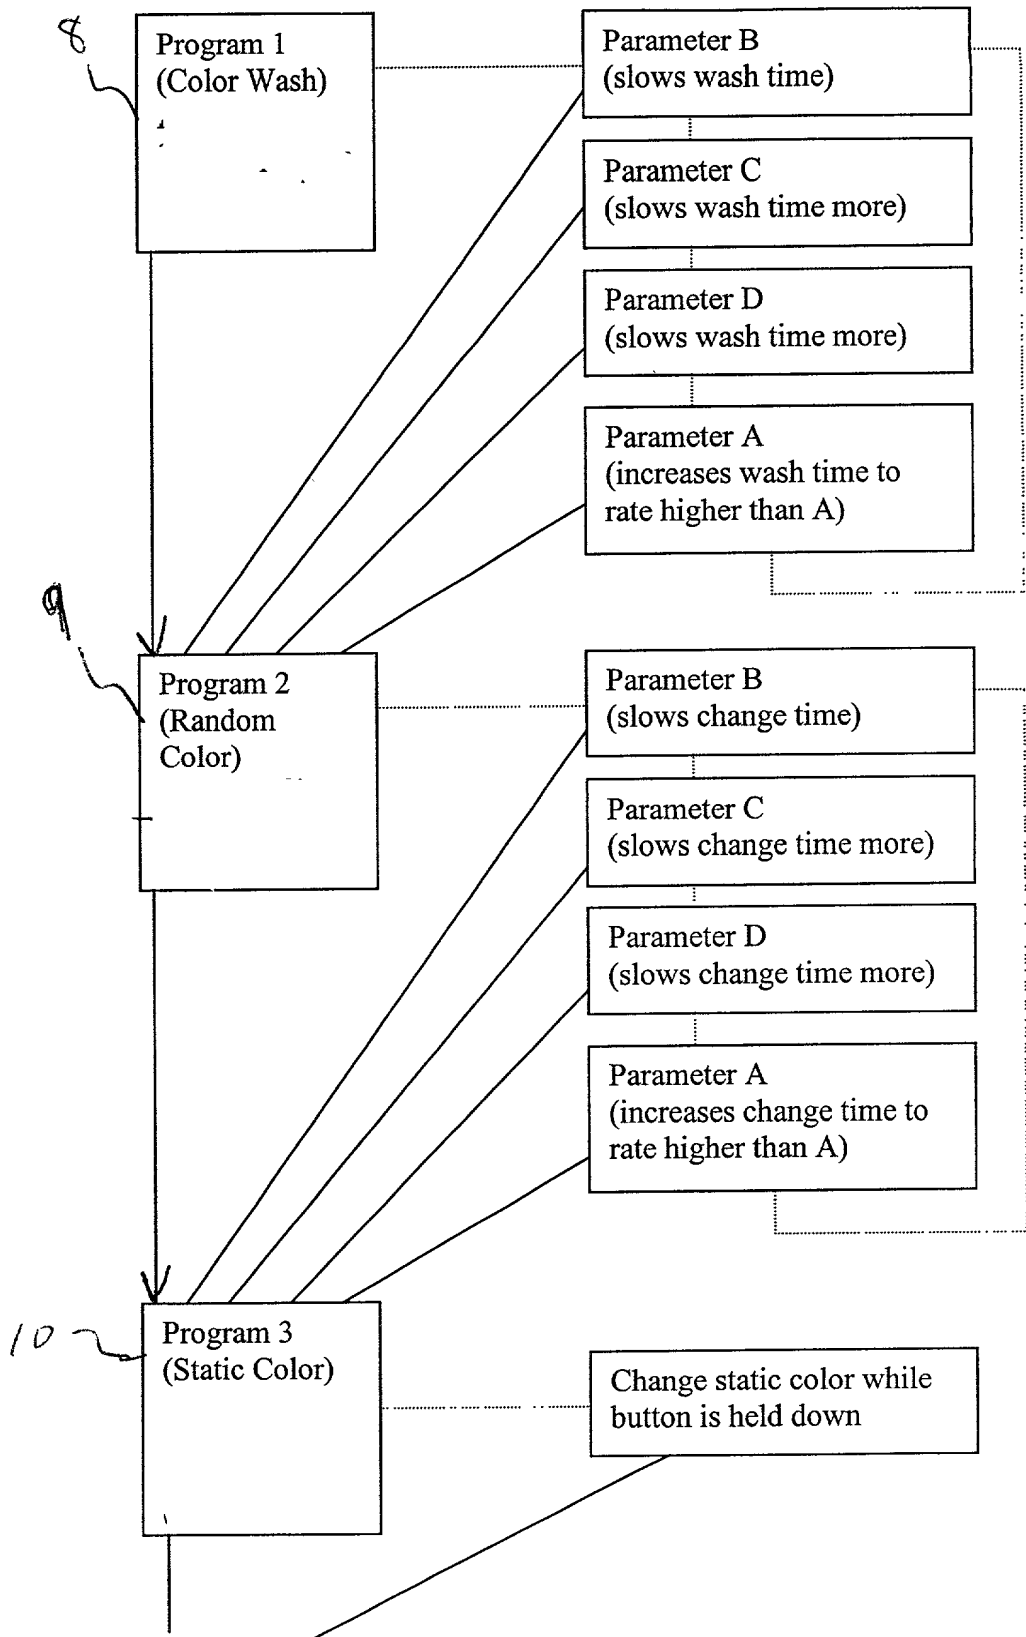 8
Program 1
(Color Wash)
Parameter B
(slows wash time)
Parameter C
(slows wash time more)
Parameter D
(slows wash time more)
Parameter A
(increases wash time to
rate higher than A)
9
Program 2
(Random
Color)
Parameter B
(slows change time)
Parameter C
(slows change time more)
Parameter D
(slows change time more)
Parameter A
(increases change time to
rate higher than A)
10
Program 3
(Static Color)
Change static color while
button is held down